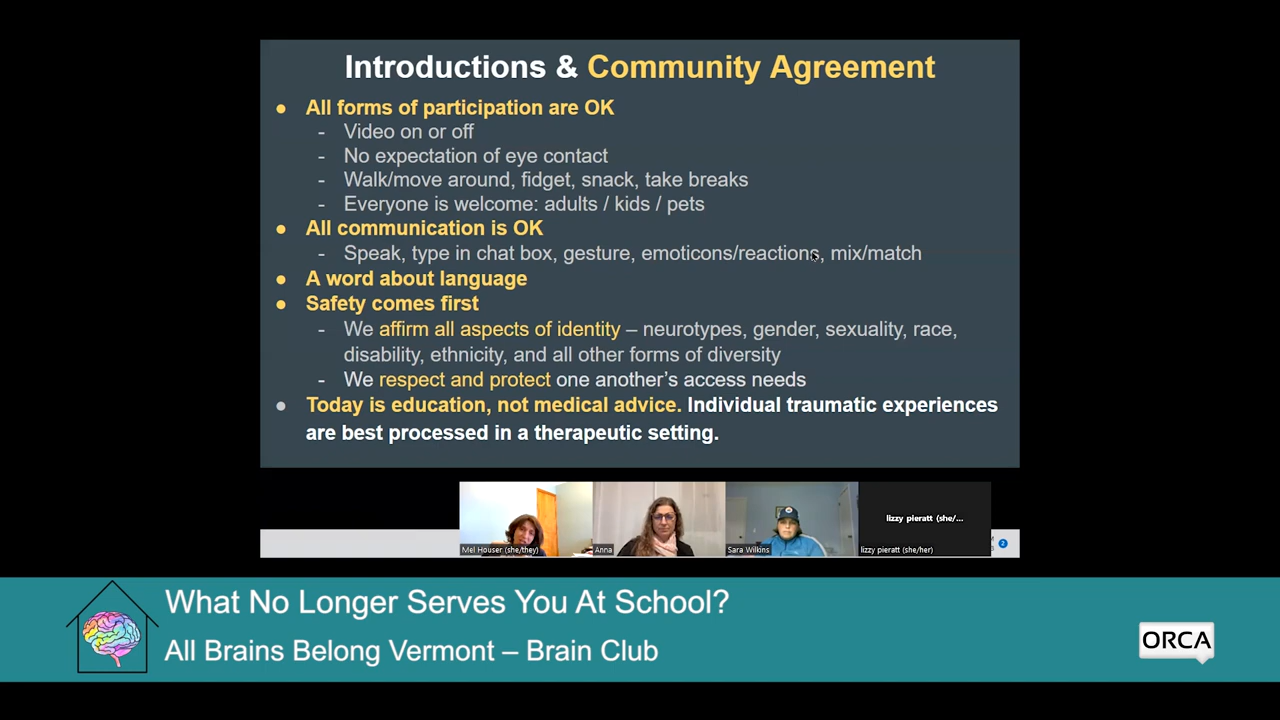 Introductions & Community Agreement
● All forms of participation are OK
- Video on or off
- No expectation of eye contact
- Walk/move around, fidget, snack, take breaks
- Everyone is welcome: adults / kids / pets
● All communication is OK
- Speak, type in chat box, gesture, emoticons/reactions, mix/match
● A word about language
● Safety comes first
- We affirm all aspects of identity – neurotypes, gender, sexuality, race,
disability, ethnicity, and all other forms of diversity
- We respect and protect one another’s access needs
● Today is education, not medical advice. Individual traumatic experiences
are best processed in a therapeutic setting.
lizzy pieratt (she/...
Mel Houser (she/they)
Anna
Sara Wilkins
lizzy pieratt (she/her)
2
What No Longer Serves You At School?
All Brains Belong Vermont – Brain Club
ORCA